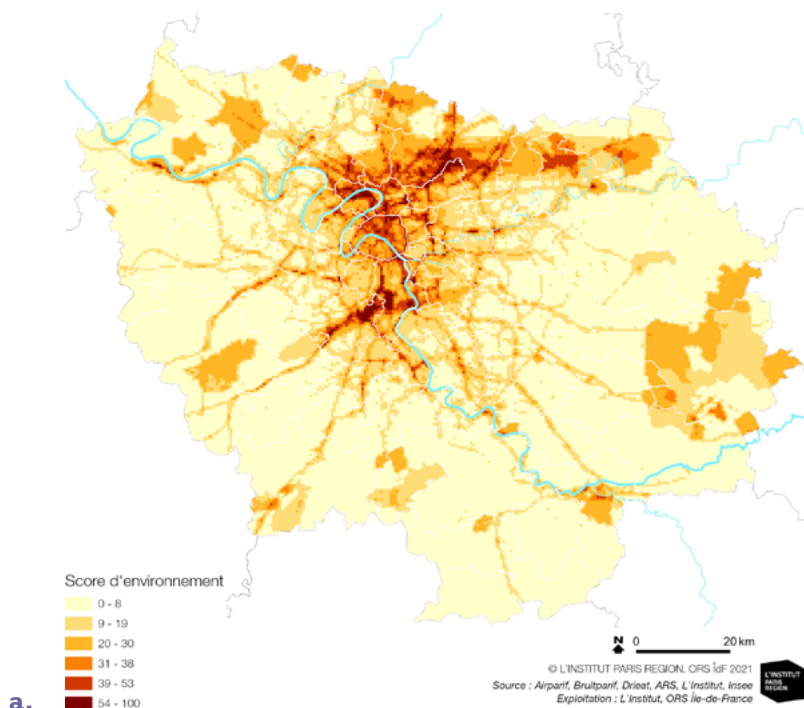 Score d'environnement
0 - 8
9 - 19
20 - 30
31 - 38
39 - 53
54 - 100
a.
N 0 20 km
© L'INSTITUT PARIS REGION, ORS îdF 2021
Source : Airparif, Bruitparif, Drieat, ARS, L'Institut, Insee
Exploitation : L'Institut, ORS Île-de-France
L'INSTITUT
PARIS
REGION